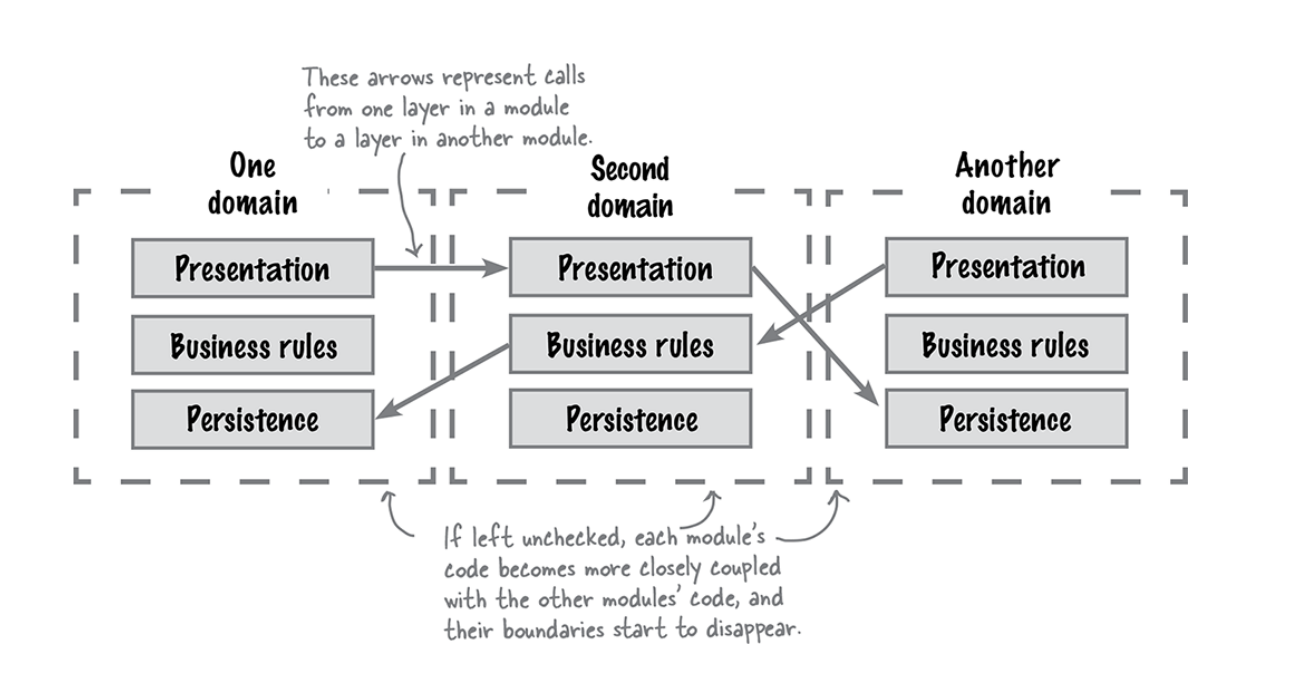 These arrows represent calls
from one layer in a module
to a layer in another module.
One
domain
Second
domain
Another
domain
Presentation
Presentation
Presentation
Business rules
Business rules
Business rules
Persistence
Persistence
Persistence
If left unchecked, each module's
code becomes more closely coupled
with the other modules' code, and
their boundaries start to disappear.